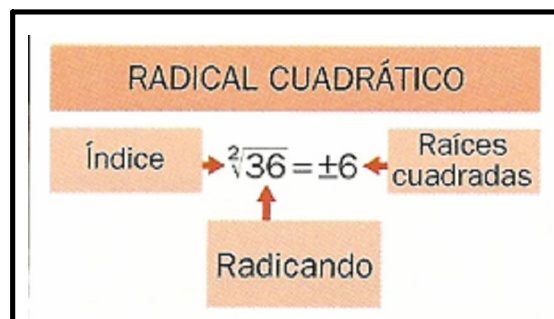 RADICAL CUADRÁTICO
Índice
²√36 = ±6
Raíces
cuadradas
Radicando